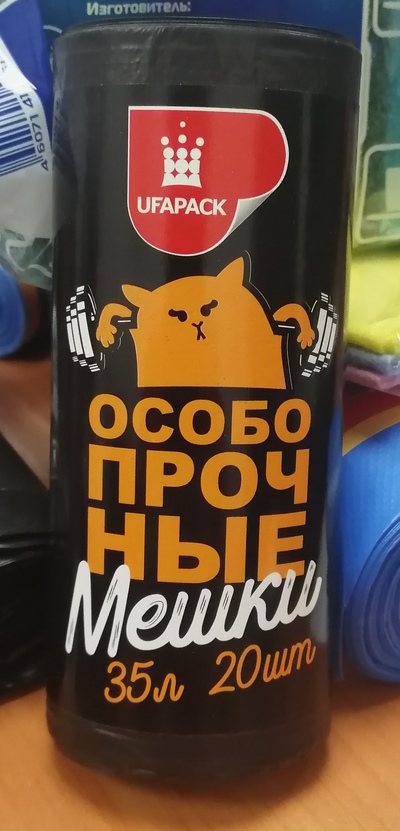 Изготовитель:
UFAPACK
ОСОБО
ПРОЧ
НЫЕ
Мешки
35л 20шт